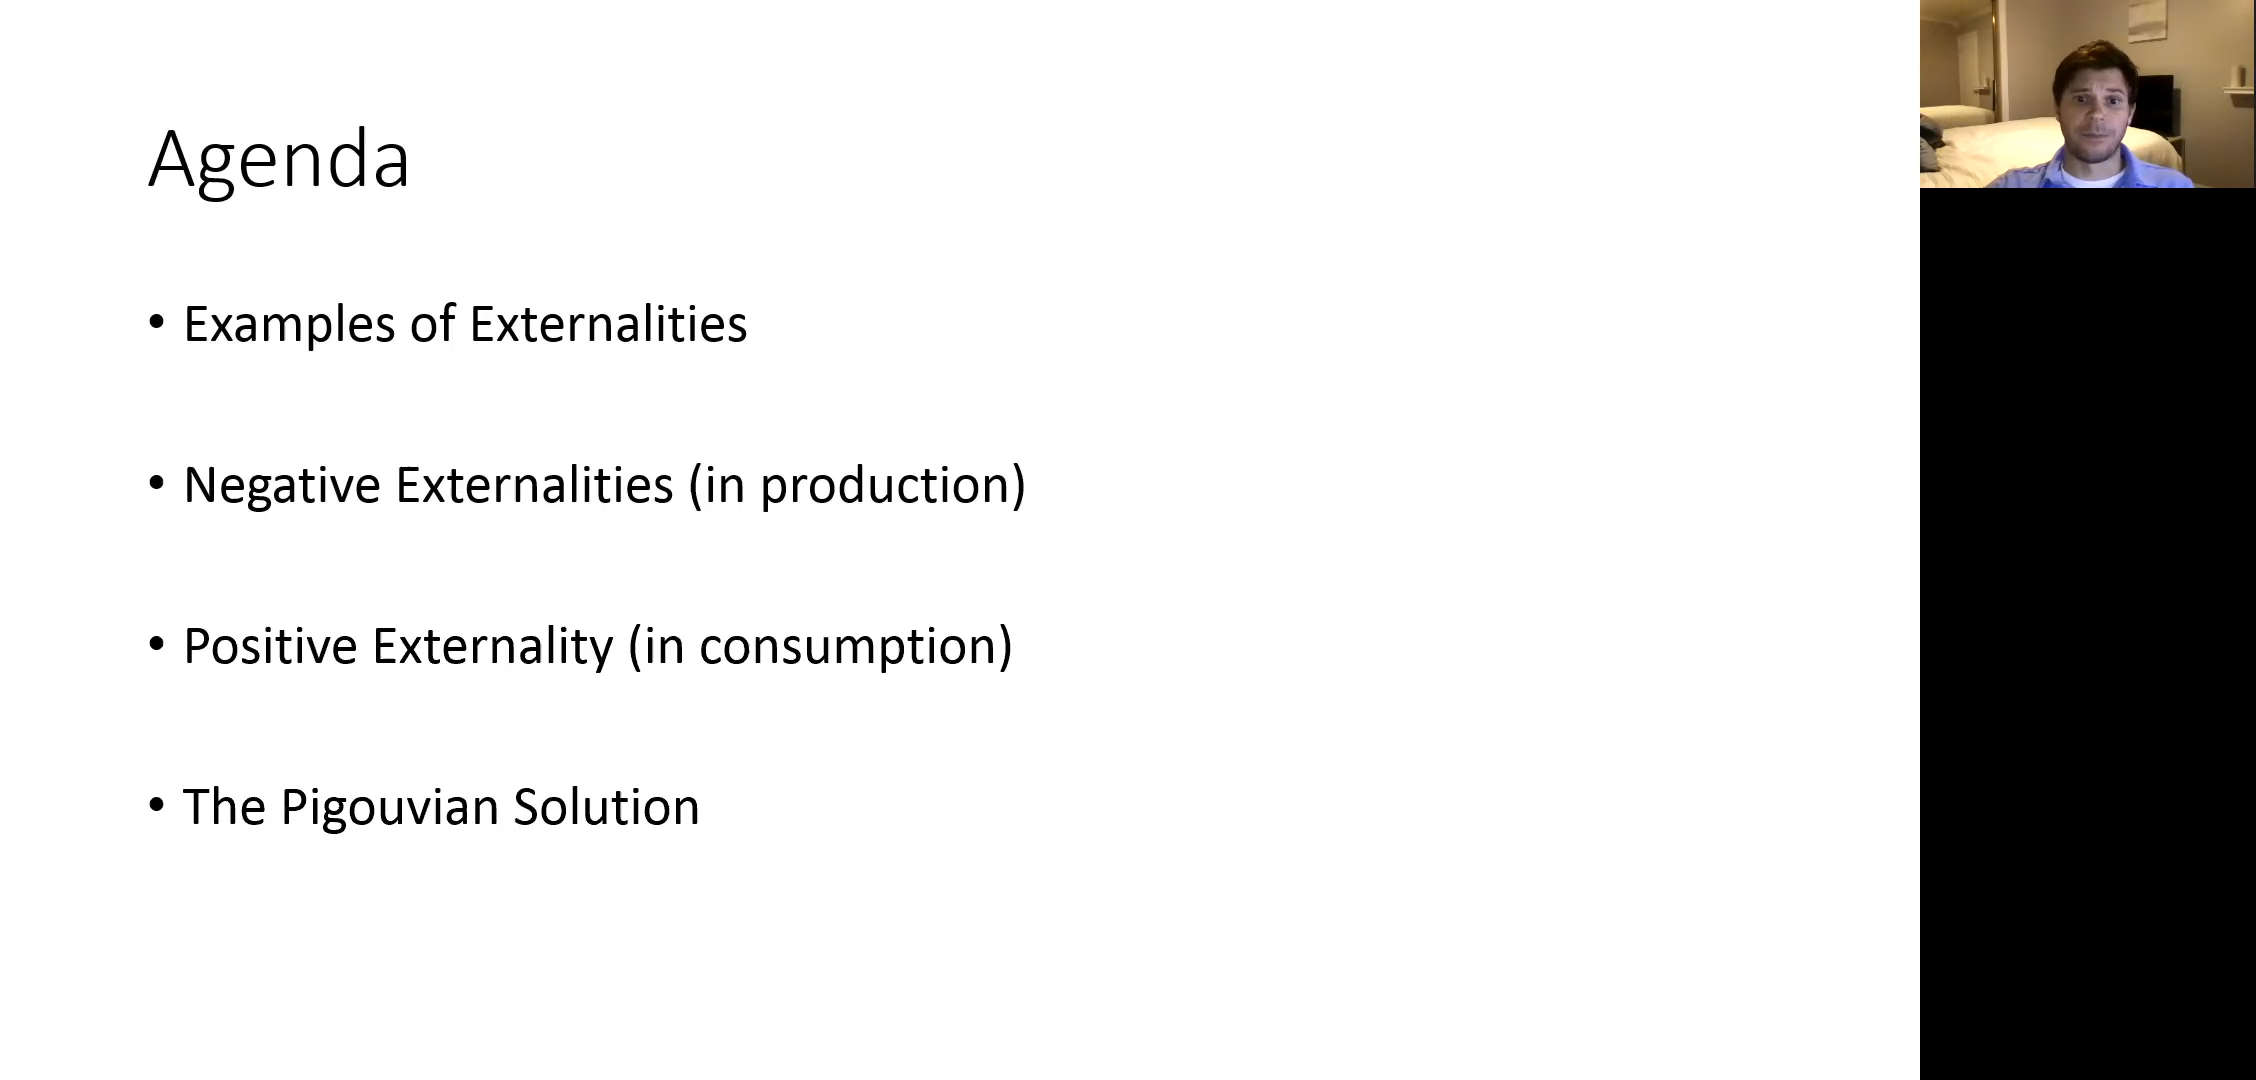 Agenda
• Examples of Externalities
• Negative Externalities (in production)
• Positive Externality (in consumption)
• The Pigouvian Solution